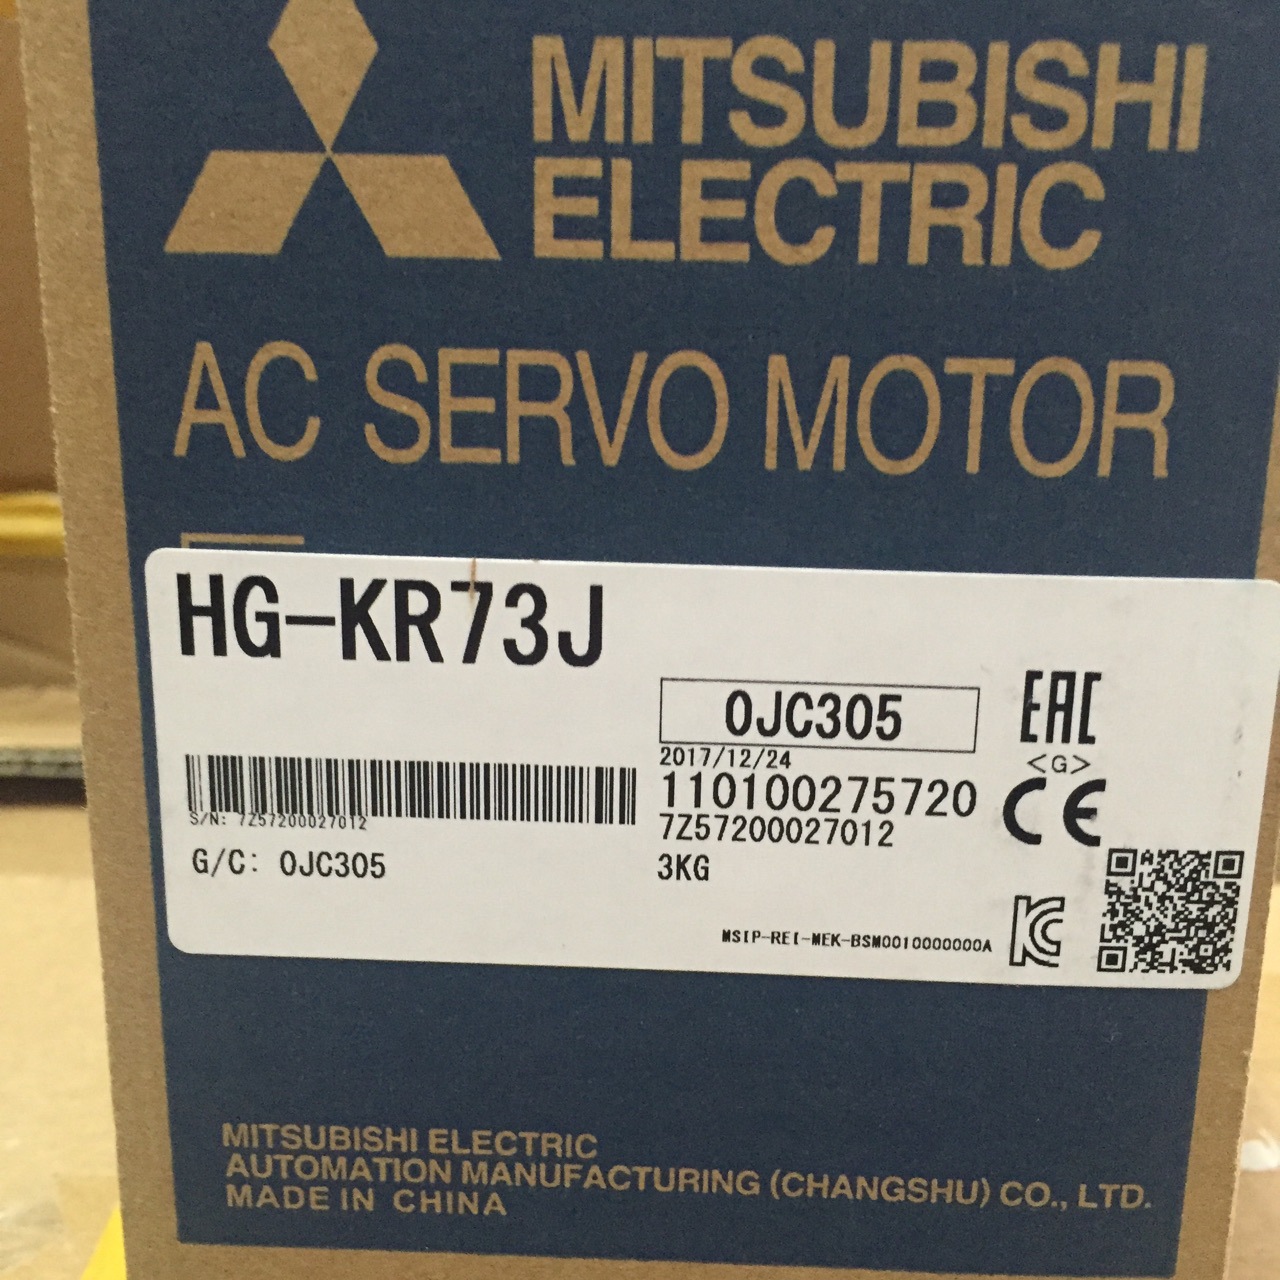 MITSUBISHI
ELECTRIC
AC SERVO MOTOR
HG-KR73J
0JC305
2017/12/24
110100275720
7Z57200027012
3KG
S/N: 7Z57200027012
G/C: 0JC305
EAC
<G>
CE
MSIP-REI-MEK-BSM0010000000A
KC
MITSUBISHI ELECTRIC
AUTOMATION MANUFACTURING (CHANGSHU) CO., LTD.
MADE IN CHINA